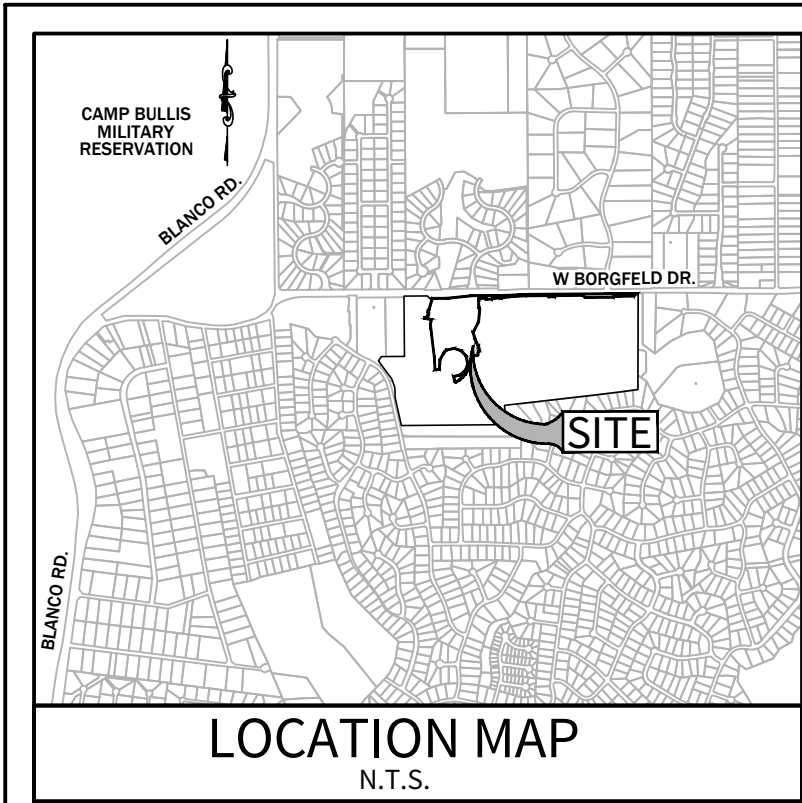 CAMP BULLIS
MILITARY
RESERVATION
BLANCO RD.
W BORGFELD DR.
SITE
BLANCO RD.
LOCATION MAP
N.T.S.